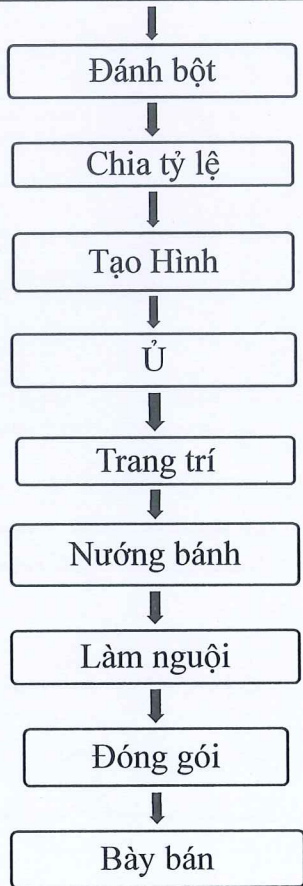 Đánh bột
Chia tỷ lệ
Tạo Hình
Ủ
Trang trí
Nướng bánh
Làm nguội
Đóng gói
Bày bán